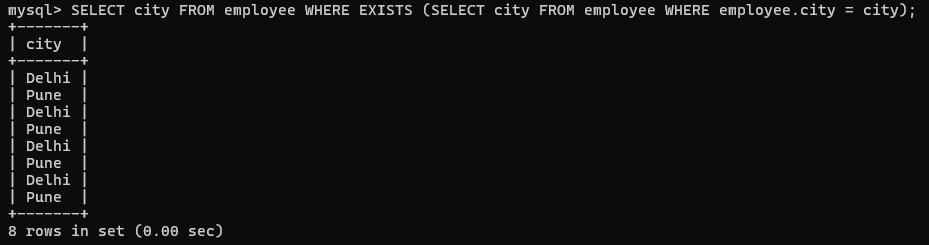 mysql> SELECT city FROM employee WHERE EXISTS (SELECT city FROM employee WHERE employee.city = city);
+-------+
| city  |
+-------+
| Delhi |
| Pune  |
| Delhi |
| Pune  |
| Delhi |
| Pune  |
| Delhi |
| Pune  |
+-------+
8 rows in set (0.00 sec)